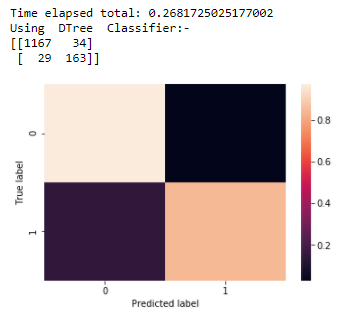 Time elapsed total: 0.2681725025177002
Using DTree Classifier:-
[[1167 34]
[ 29 163]]
0
1
True label
0 1
Predicted label
0.8
0.6
0.4
0.2